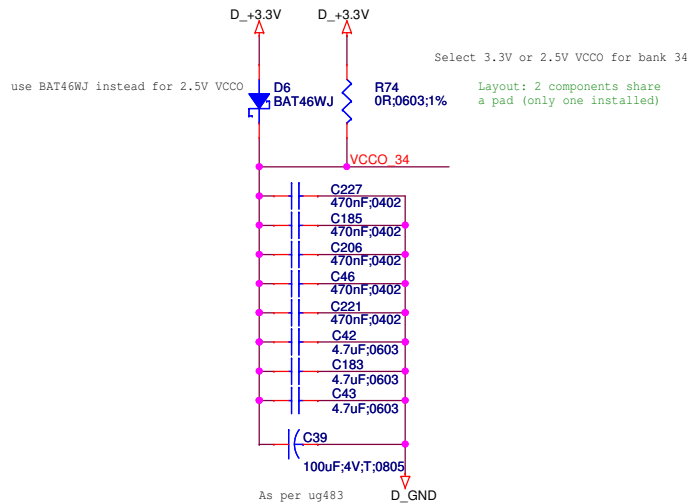 D_+3.3V
D_+3.3V
Select 3.3V or 2.5V VCCO for bank 34
use BAT46WJ instead for 2.5V VCCO
D6
BAT46WJ
R74
0R;0603;1%
Layout: 2 components share
a pad (only one installed)
VCCO_34
C227
470nF;0402
C185
470nF;0402
C206
470nF;0402
C46
470nF;0402
C221
470nF;0402
C42
4.7uF;0603
C183
4.7uF;0603
C43
4.7uF;0603
C39
100uF;4V;T;0805
As per ug483
D_GND